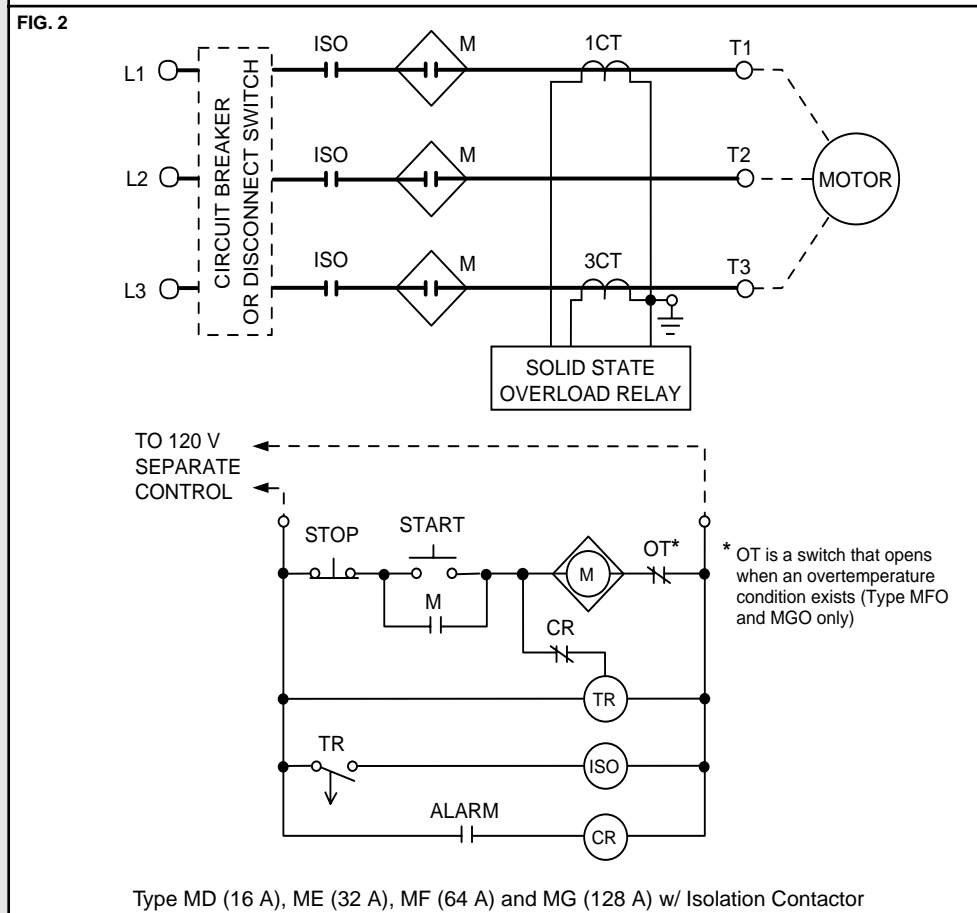 FIG. 2
ISO
M
1CT
T1
L1
CIRCUIT BREAKER
OR DISCONNECT SWITCH
ISO
M
T2
L2
MOTOR
ISO
M
3CT
T3
L3
SOLID STATE
OVERLOAD RELAY
TO 120 V
SEPARATE
CONTROL
STOP
START
M
OT*
* OT is a switch that opens
when an overtemperature
condition exists (Type MFO
and MGO only)
M
CR
TR
TR
ISO
ALARM
CR
Type MD (16 A), ME (32 A), MF (64 A) and MG (128 A) w/ Isolation Contactor